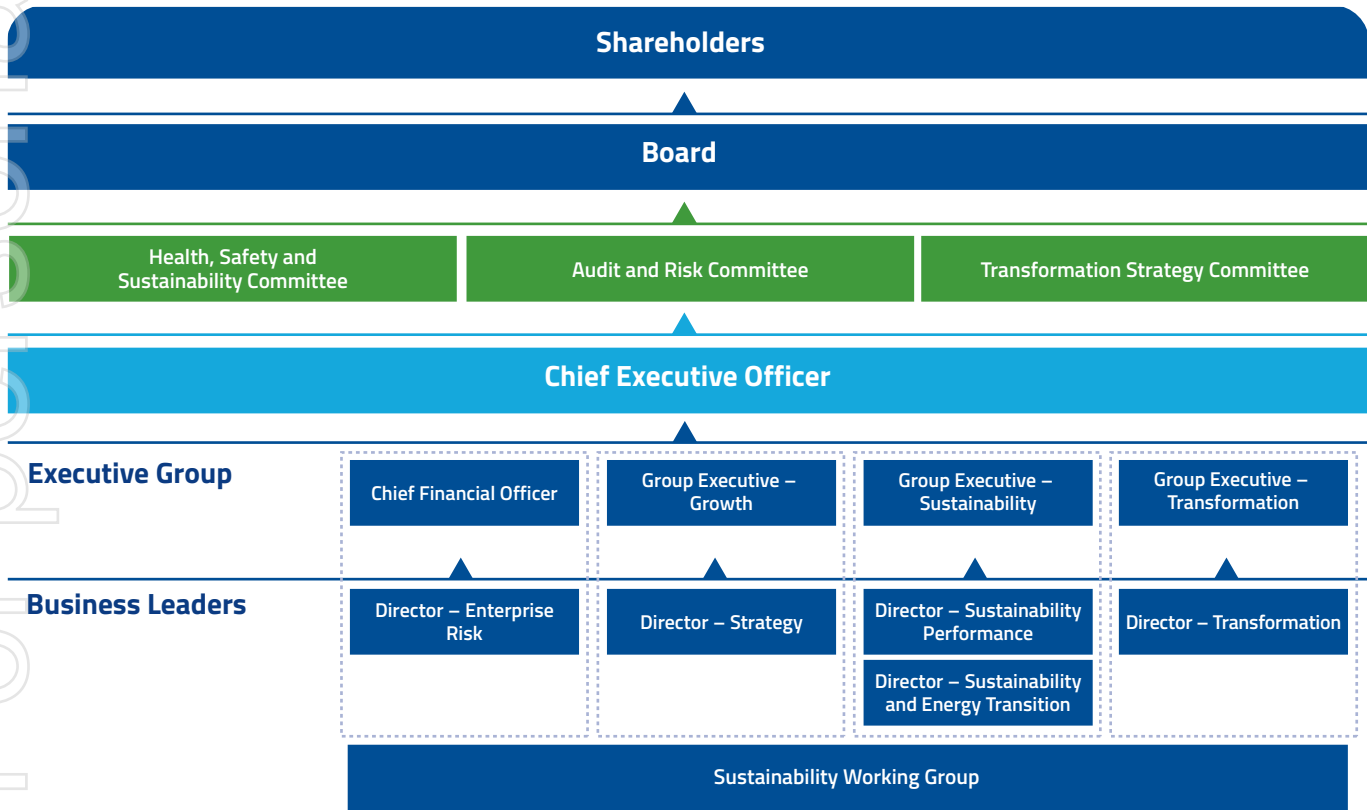 Shareholders
Board
Health, Safety and
Sustainability Committee
Audit and Risk Committee
Transformation Strategy Committee
Chief Executive Officer
Executive Group
Chief Financial Officer
Group Executive –
Growth
Group Executive –
Sustainability
Group Executive –
Transformation
Business Leaders
Director – Enterprise
Risk
Director – Strategy
Director – Sustainability
Performance
Director – Transformation
Director – Sustainability
and Energy Transition
Sustainability Working Group